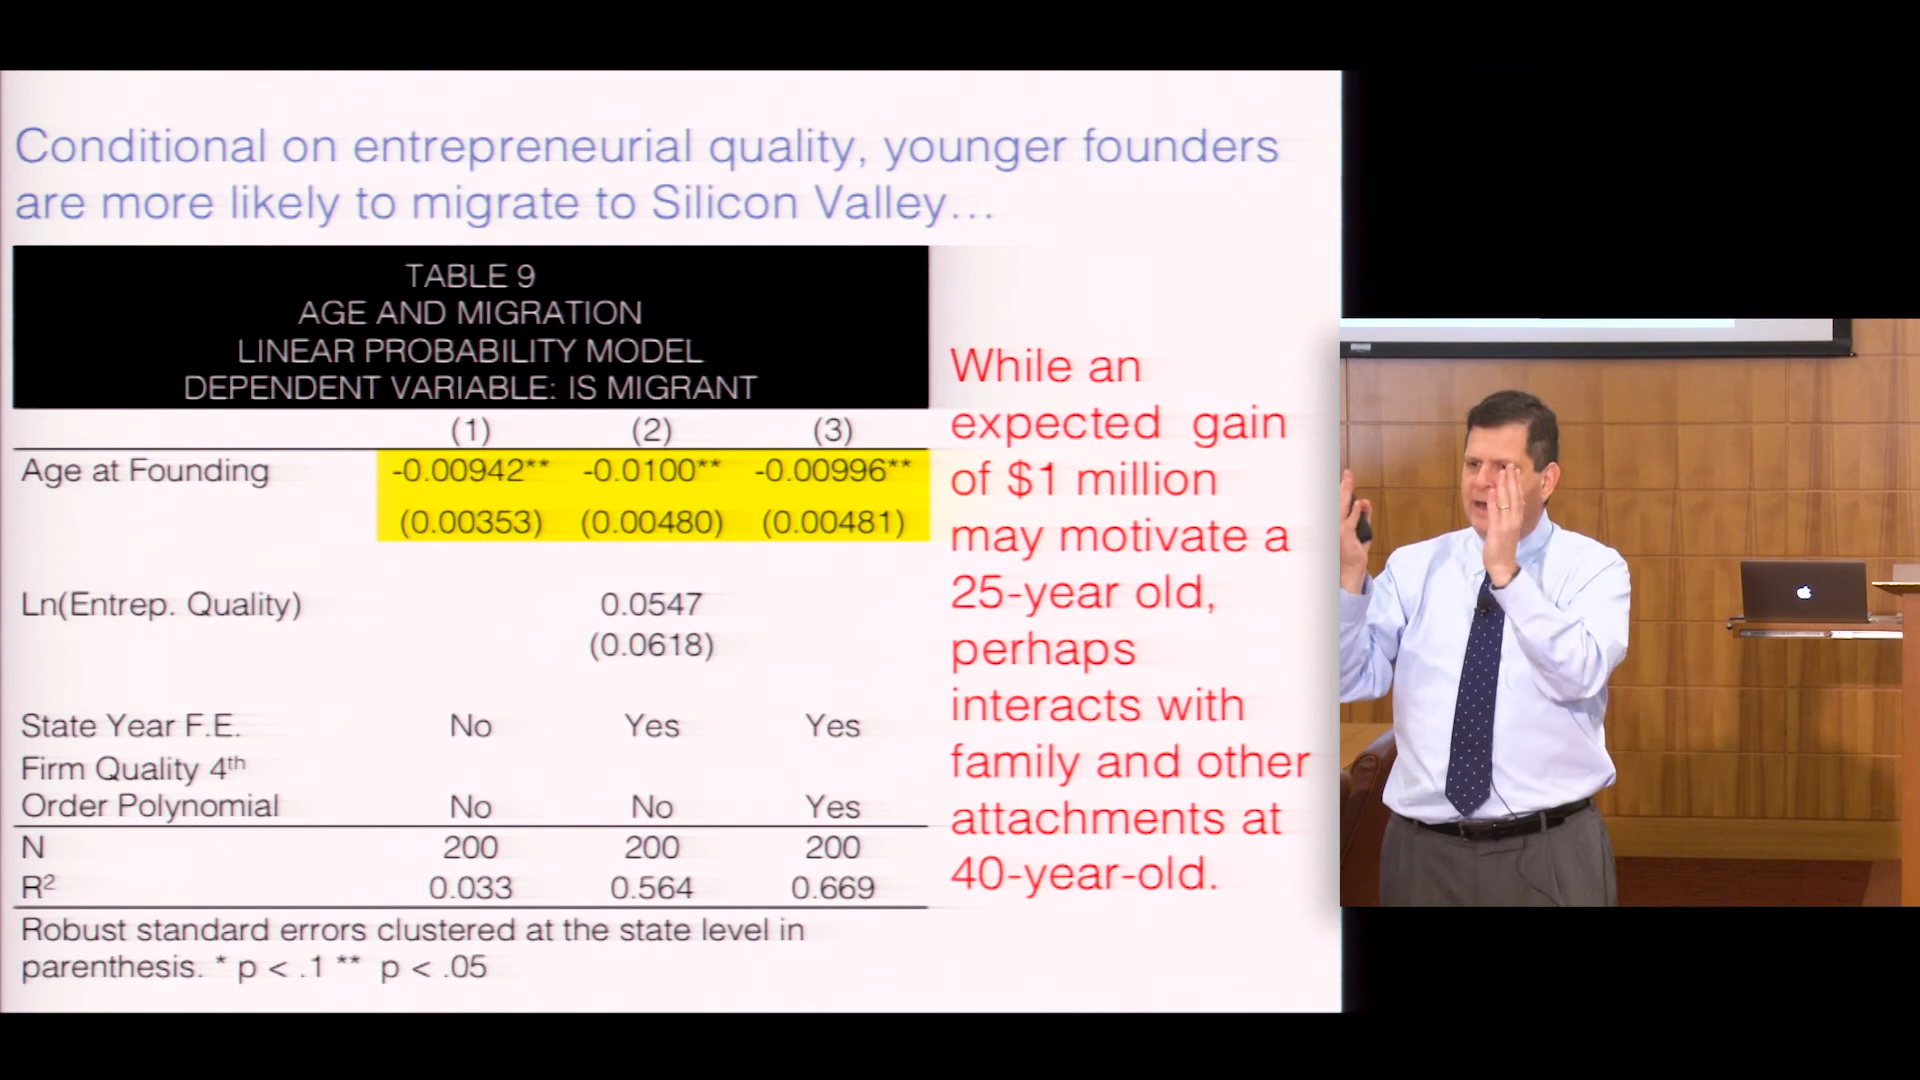 Conditional on entrepreneurial quality, younger founders
are more likely to migrate to Silicon Valley...
TABLE 9
AGE AND MIGRATION
LINEAR PROBABILITY MODEL
DEPENDENT VARIABLE: IS MIGRANT
(1) (2) (3)
Age at Founding -0.00942** -0.0100** -0.00996**
(0.00353) (0.00480) (0.00481)
Ln(Entrep. Quality) 0.0547
(0.0618)
State Year F.E. No Yes Yes
Firm Quality 4th
Order Polynomial No No Yes
N 200 200 200
R2 0.033 0.564 0.669
Robust standard errors clustered at the state level in
parenthesis. * p < .1 ** p < .05
While an
expected gain
of $1 million
may motivate a
25-year old,
perhaps
interacts with
family and other
attachments at
40-year-old.